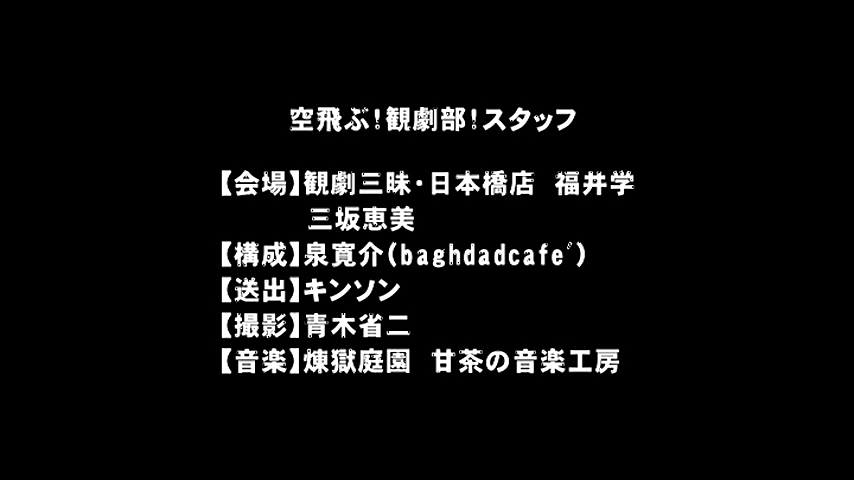 空飛ぶ!観劇部!スタッフ
【会場】観劇三昧・日本橋店　福井学
三坂恵美
【構成】泉寛介(baghdadcafe')
【送出】キンソン
【撮影】青木省二
【音楽】煉獄庭園　甘茶の音楽工房